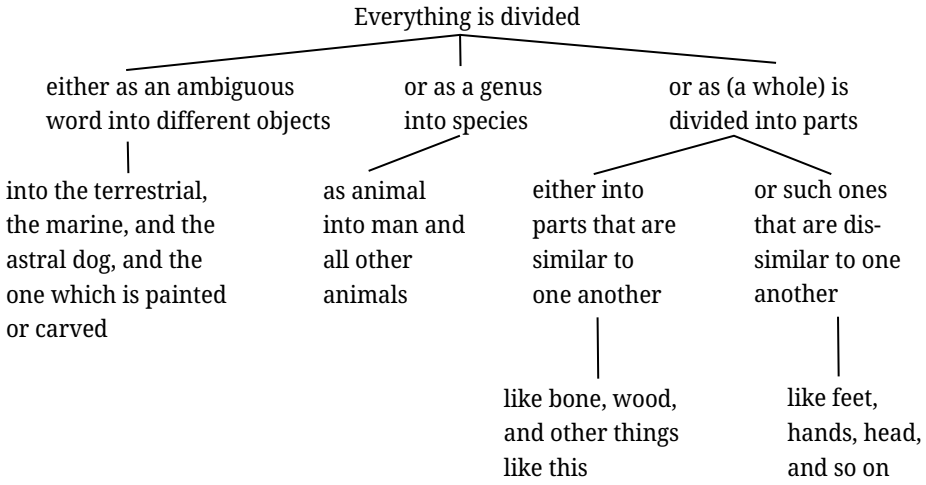 Everything is divided
either as an ambiguous
word into different objects
or as a genus
into species
or as (a whole) is
divided into parts
into the terrestrial,
the marine, and the
astral dog, and the
one which is painted
or carved
as animal
into man and
all other
animals
either into
parts that are
similar to
one another
or such ones
that are dis-
similar to one
another
like bone, wood,
and other things
like this
like feet,
hands, head,
and so on